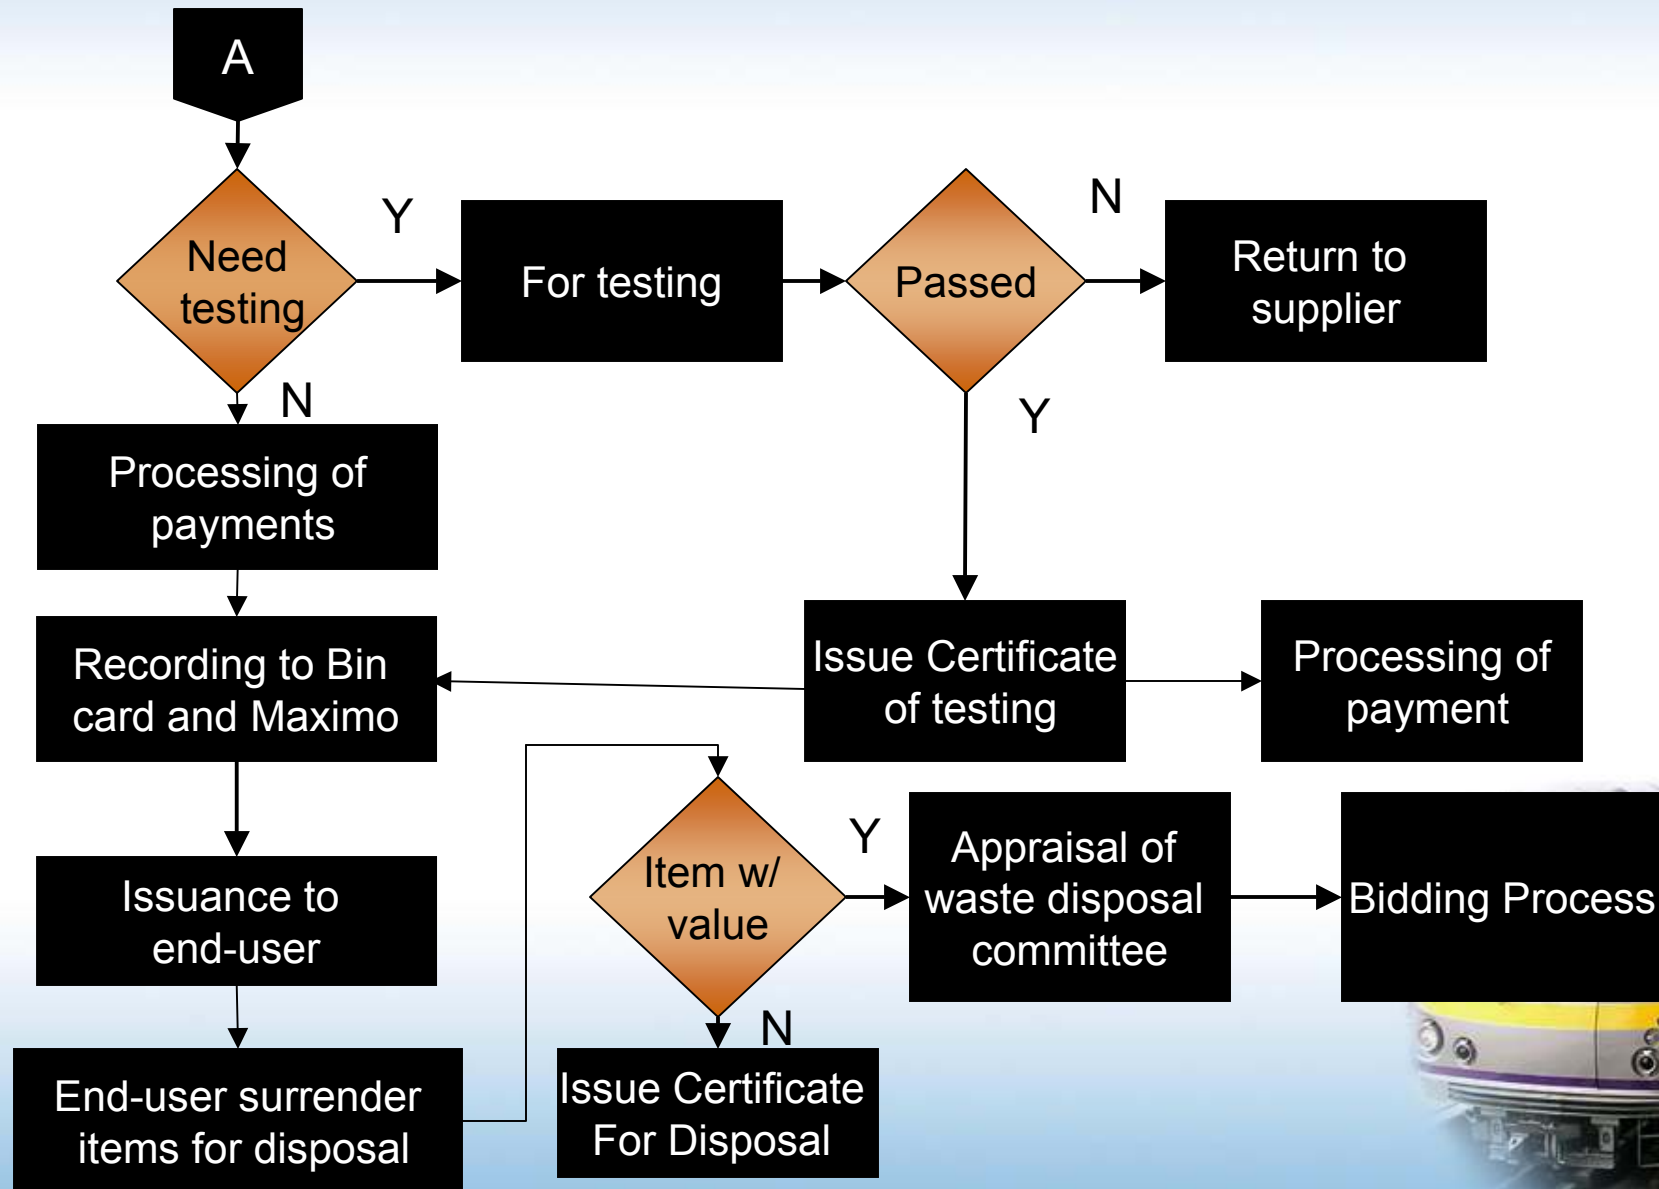 A
Need
testing
Y
For testing
Passed
N
Return to
supplier
N
Y
Processing of
payments
Recording to Bin
card and Maximo
Issue Certificate
of testing
Processing of
payment
Issuance to
end-user
Item w/
value
Y
Appraisal of
waste disposal
committee
Bidding Process
N
End-user surrender
items for disposal
Issue Certificate
For Disposal